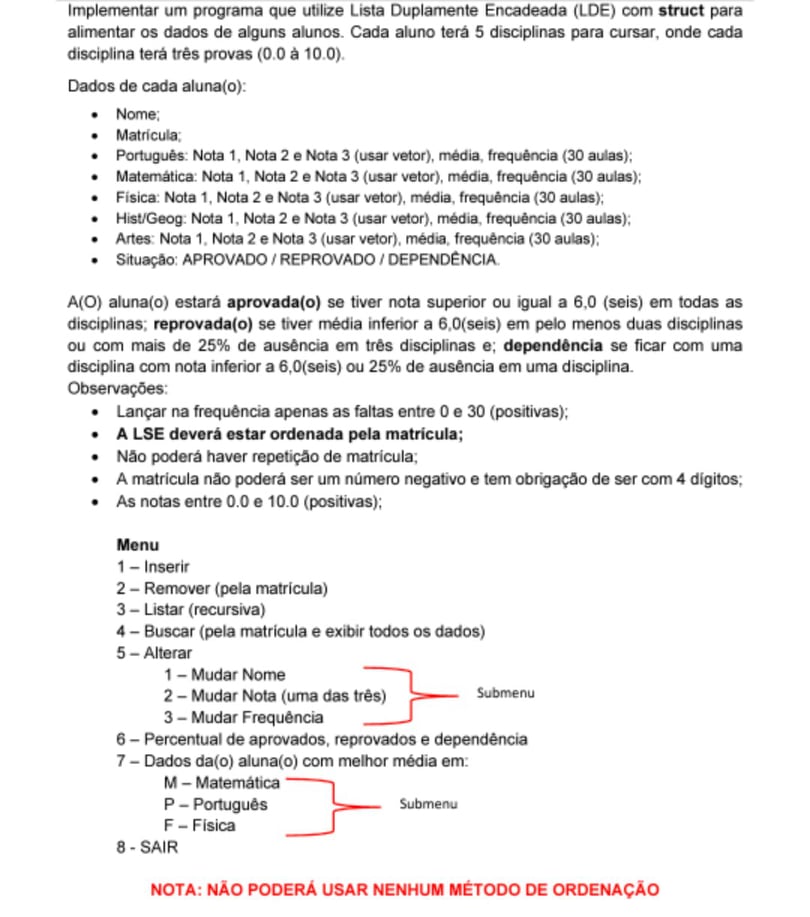 Implementar um programa que utilize Lista Duplamente Encadeada (LDE) com struct para
alimentar os dados de alguns alunos. Cada aluno terá 5 disciplinas para cursar, onde cada
disciplina terá três provas (0.0 à 10.0).
Dados de cada aluna(o):
• Nome;
• Matrícula;
• Português: Nota 1, Nota 2 e Nota 3 (usar vetor), média, frequência (30 aulas);
• Matemática: Nota 1, Nota 2 e Nota 3 (usar vetor), média, frequência (30 aulas);
• Física: Nota 1, Nota 2 e Nota 3 (usar vetor), média, frequência (30 aulas);
• Hist/Geog: Nota 1, Nota 2 e Nota 3 (usar vetor), média, frequência (30 aulas);
• Artes: Nota 1, Nota 2 e Nota 3 (usar vetor), média, frequência (30 aulas);
• Situação: APROVADO / REPROVADO / DEPENDÊNCIA.
A(O) aluna(o) estará aprovada(o) se tiver nota superior ou igual a 6,0 (seis) em todas as
disciplinas; reprovada(o) se tiver média inferior a 6,0(seis) em pelo menos duas disciplinas
ou com mais de 25% de ausência em três disciplinas e; dependência se ficar com uma
disciplina com nota inferior a 6,0(seis) ou 25% de ausência em uma disciplina.
Observações:
• Lançar na frequência apenas as faltas entre 0 e 30 (positivas);
• A LSE deverá estar ordenada pela matrícula;
• Não poderá haver repetição de matrícula;
• A matrícula não poderá ser um número negativo e tem obrigação de ser com 4 dígitos;
• As notas entre 0.0 e 10.0 (positivas);
Menu
1 – Inserir
2 – Remover (pela matrícula)
3 – Listar (recursiva)
4 – Buscar (pela matrícula e exibir todos os dados)
5 – Alterar
1 – Mudar Nome
2 – Mudar Nota (uma das três) Submenu
3 – Mudar Frequência
6 – Percentual de aprovados, reprovados e dependência
7 – Dados da(o) aluna(o) com melhor média em:
M – Matemática
P – Português Submenu
F – Física
8 - SAIR
NOTA: NÃO PODERÁ USAR NENHUM MÉTODO DE ORDENAÇÃO